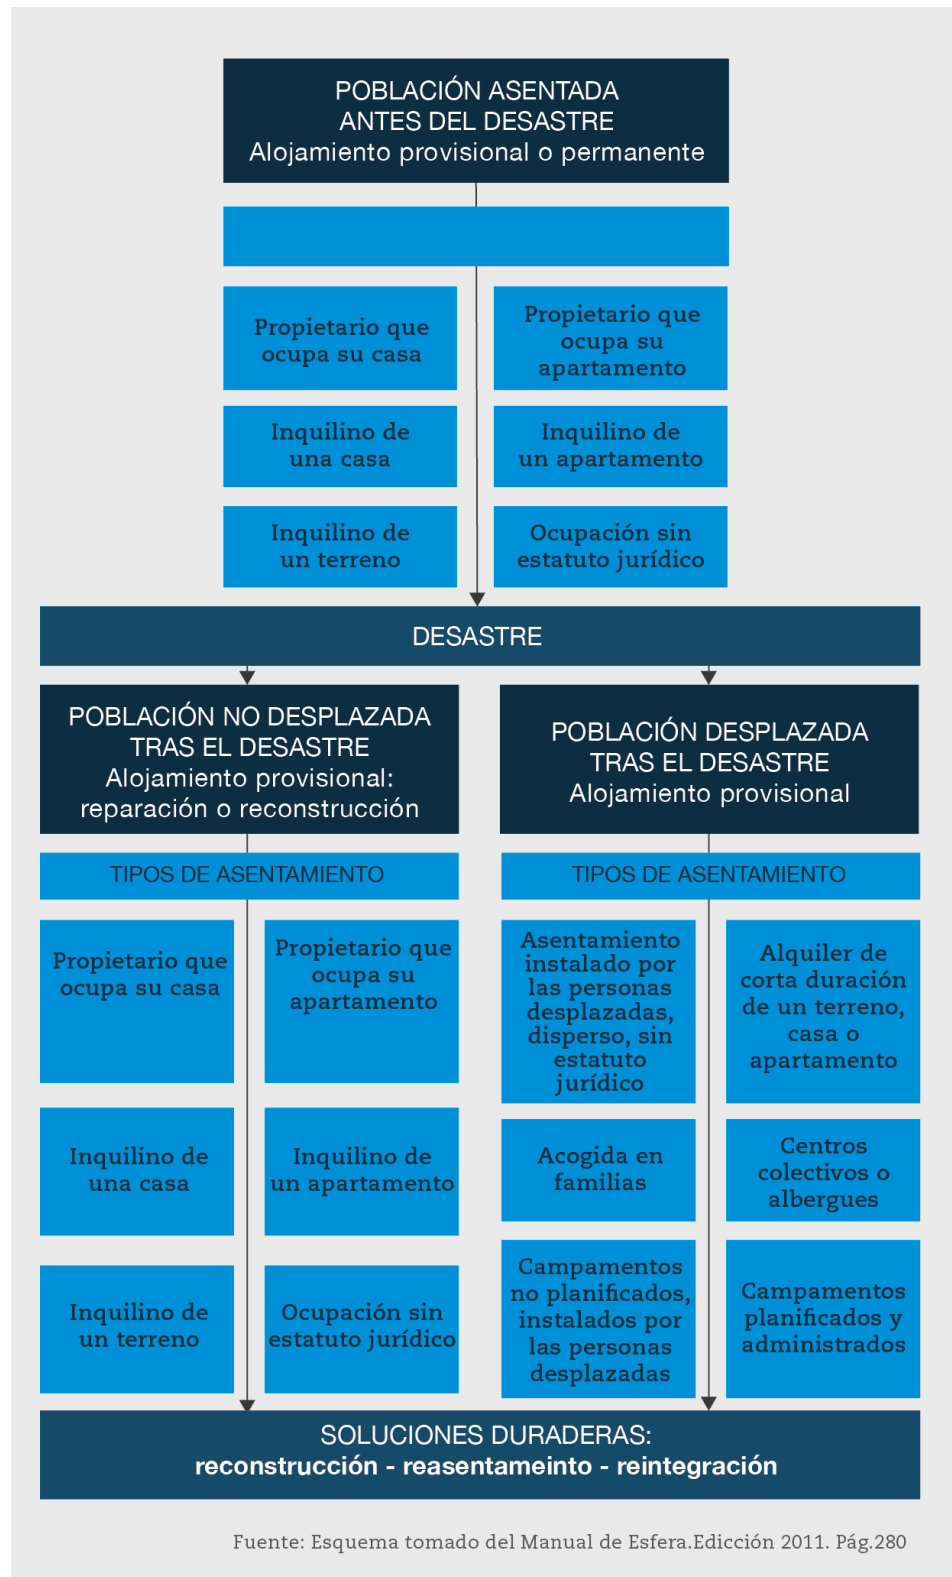 POBLACIÓN ASENTADA
ANTES DEL DESASTRE
Alojamiento provisional o permanente
Propietario que
ocupa su casa
Propietario que
ocupa su
apartamento
Inquilino de
una casa
Inquilino de
un apartamento
Inquilino de
un terreno
Ocupación sin
estatuto jurídico
DESASTRE
POBLACIÓN NO DESPLAZADA
TRAS EL DESASTRE
Alojamiento provisional:
reparación o reconstrucción
POBLACIÓN DESPLAZADA
TRAS EL DESASTRE
Alojamiento provisional
TIPOS DE ASENTAMIENTO
TIPOS DE ASENTAMIENTO
Propietario que
ocupa su casa
Propietario que
ocupa su
apartamento
Inquilino de
una casa
Inquilino de
un apartamento
Inquilino de
un terreno
Ocupación sin
estatuto jurídico
Asentamiento
instalado por
las personas
desplazadas,
disperso, sin
estatuto
jurídico
Alquiler de
corta duración
de un terreno,
casa o
apartamento
Acogida en
familias
Centros
colectivos o
albergues
Campamentos
no planificados,
instalados por
las personas
desplazadas
Campamentos
planificados y
administrados
SOLUCIONES DURADERAS:
reconstrucción - reasentameinto - reintegración
Fuente: Esquema tomado del Manual de Esfera.Edicción 2011. Pág.280